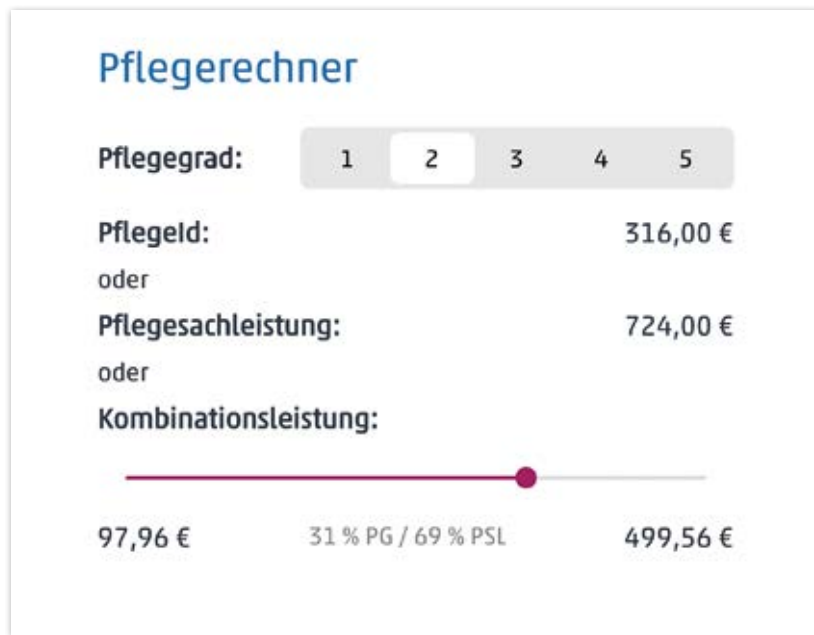 Pflegerechner
Pflegegrad: 1 2 3 4 5
Pflegeld: 316,00 €
oder
Pflegesachleistung: 724,00 €
oder
Kombinationsleistung:
97,96 € 31 % PG / 69 % PSL 499,56 €